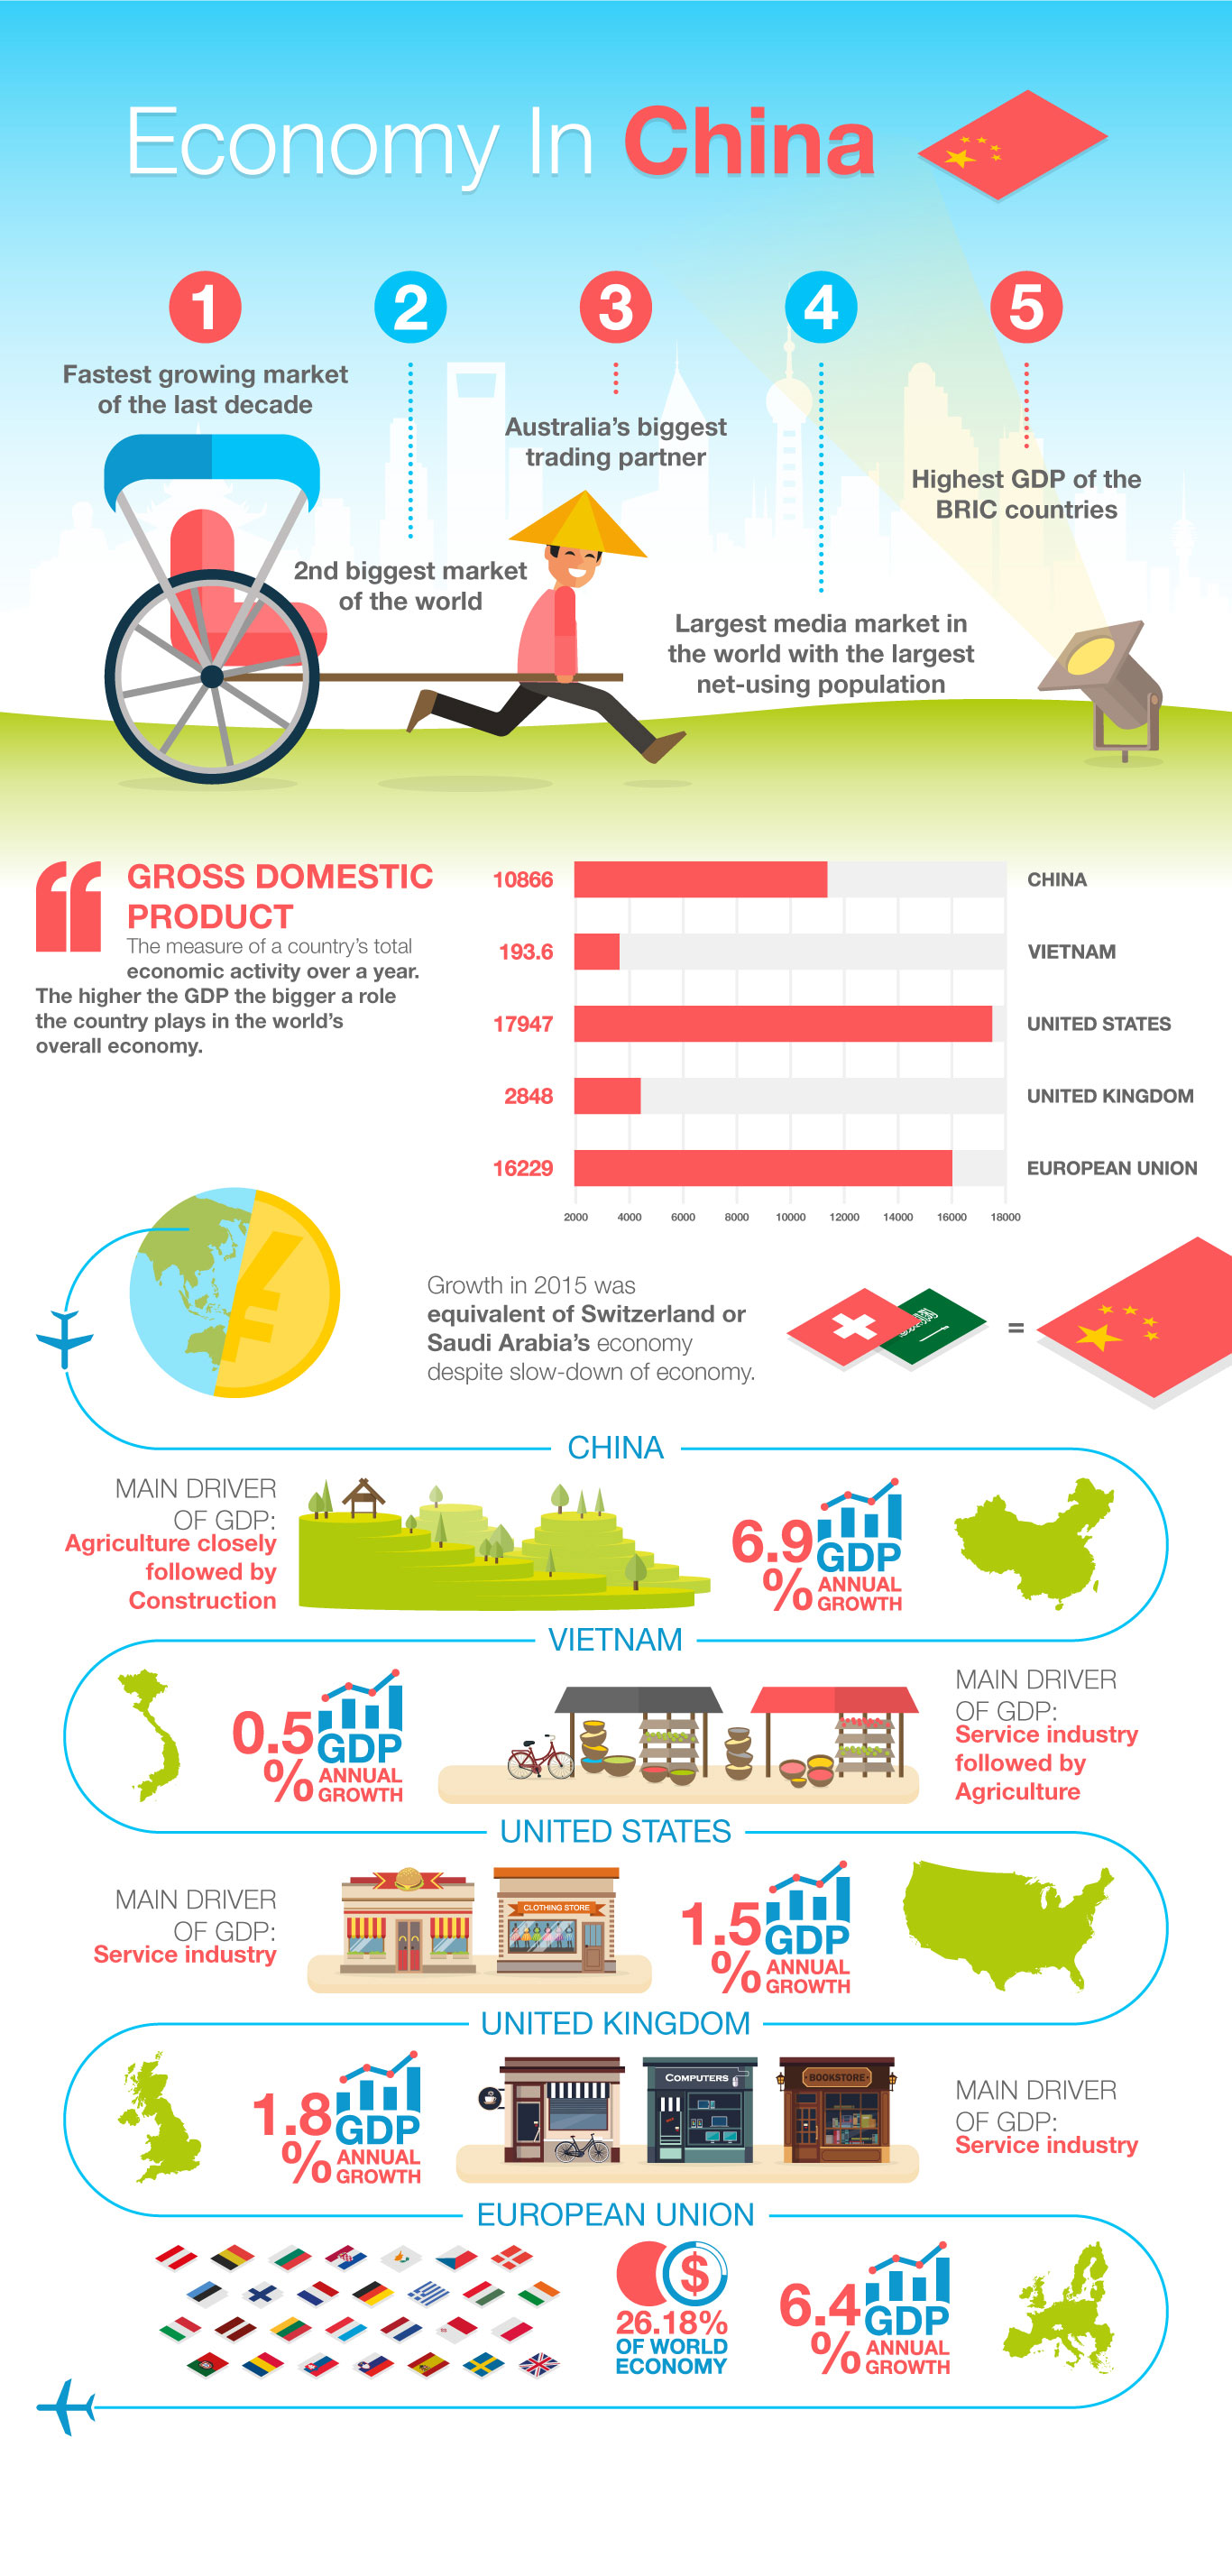 Economy In China
1
2
3
4
5
Fastest growing market
of the last decade
2nd biggest market
of the world
Australia's biggest
trading partner
Largest media market in
the world with the largest
net-using population
Highest GDP of the
BRIC countries
GROSS DOMESTIC
PRODUCT
The measure of a country's total
economic activity over a year.
The higher the GDP the bigger a role
the country plays in the world's
overall economy.
10866 CHINA
193.6 VIETNAM
17947 UNITED STATES
2848 UNITED KINGDOM
16229 EUROPEAN UNION
2000 4000 6000 8000 10000 12000 14000 16000 18000
Growth in 2015 was
equivalent of Switzerland or
Saudi Arabia's economy
despite slow-down of economy.
=
CHINA
MAIN DRIVER
OF GDP:
Agriculture closely
followed by
Construction
6.9
%
GDP
ANNUAL
GROWTH
VIETNAM
0.5
%
GDP
ANNUAL
GROWTH
MAIN DRIVER
OF GDP:
Service industry
followed by
Agriculture
UNITED STATES
MAIN DRIVER
OF GDP:
Service industry
CLOTHING STORE
1.5
%
GDP
ANNUAL
GROWTH
UNITED KINGDOM
1.8
%
GDP
ANNUAL
GROWTH
COMPUTERS
BOOKSTORE
MAIN DRIVER
OF GDP:
Service industry
EUROPEAN UNION
$
26.18%
OF WORLD
ECONOMY
6.4
%
GDP
ANNUAL
GROWTH